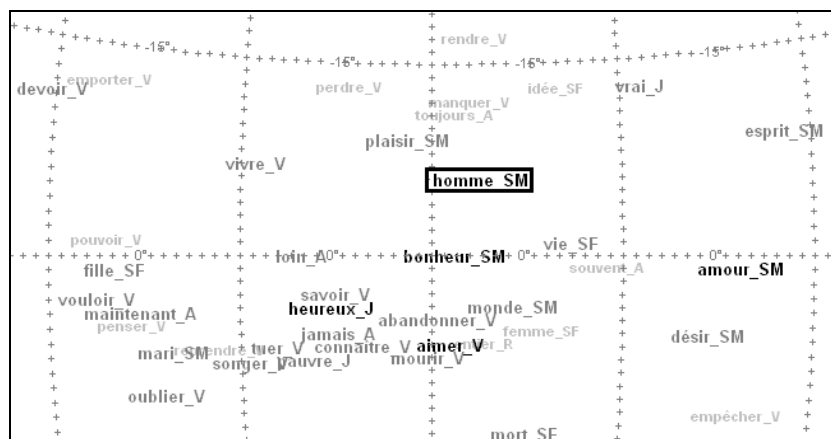 rendre_V
-15° -15° -15° -15°
devoir_V emporter_V perdre_V idée_SF vrai_J
manquer_V
toujours_A
plaisir_SM esprit_SM
vivre_V
homme_SM
pouvoir_V vie_SF
0° loin_A 0° bonheur_SM 0°
fille_SF souvent_A amour_SM
vouloir_V savoir_V
maintenant_A heureux_J abandonner_V monde_SM
penser_V jamais_A femme_SF désir_SM
mari_SM tuer_V connaître_V aimer_V
songer_V mourir_V
oublier_V
empêcher_V
mort_SF